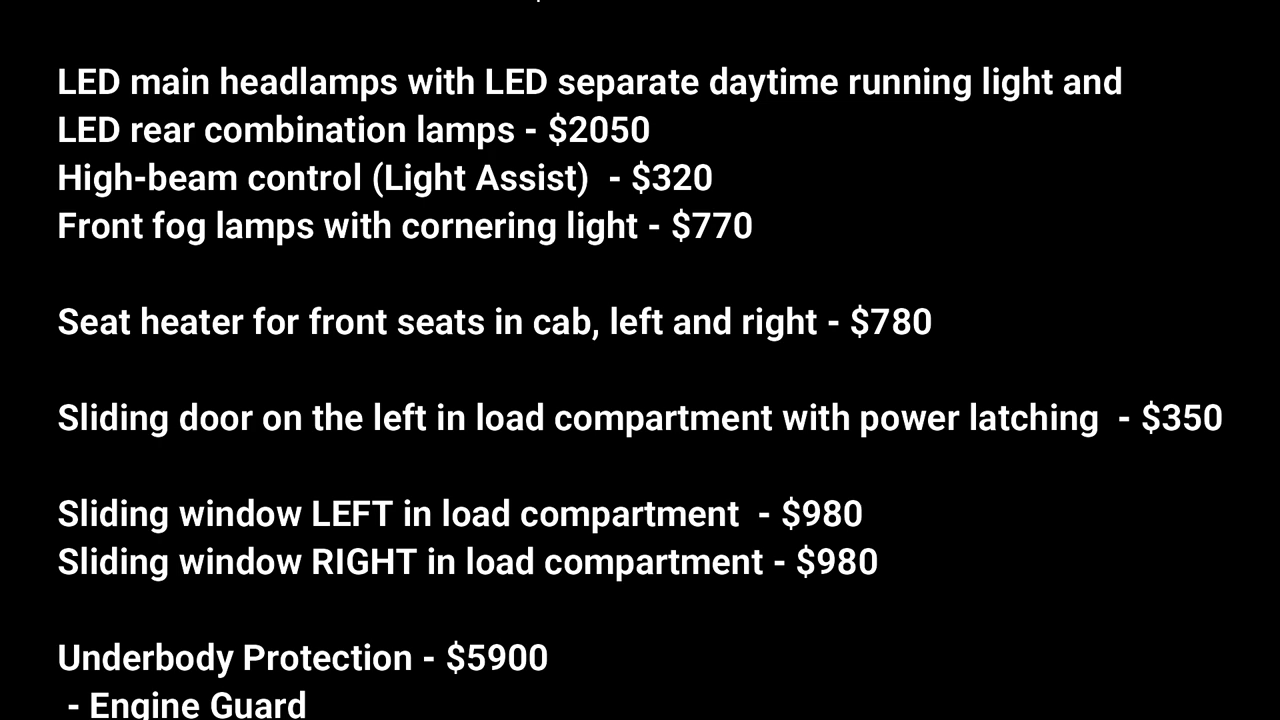 LED main headlamps with LED separate daytime running light and
LED rear combination lamps - $2050
High-beam control (Light Assist)  - $320
Front fog lamps with cornering light - $770
Seat heater for front seats in cab, left and right - $780
Sliding door on the left in load compartment with power latching  - $350
Sliding window LEFT in load compartment  - $980
Sliding window RIGHT in load compartment - $980
Underbody Protection - $5900
- Engine Guard